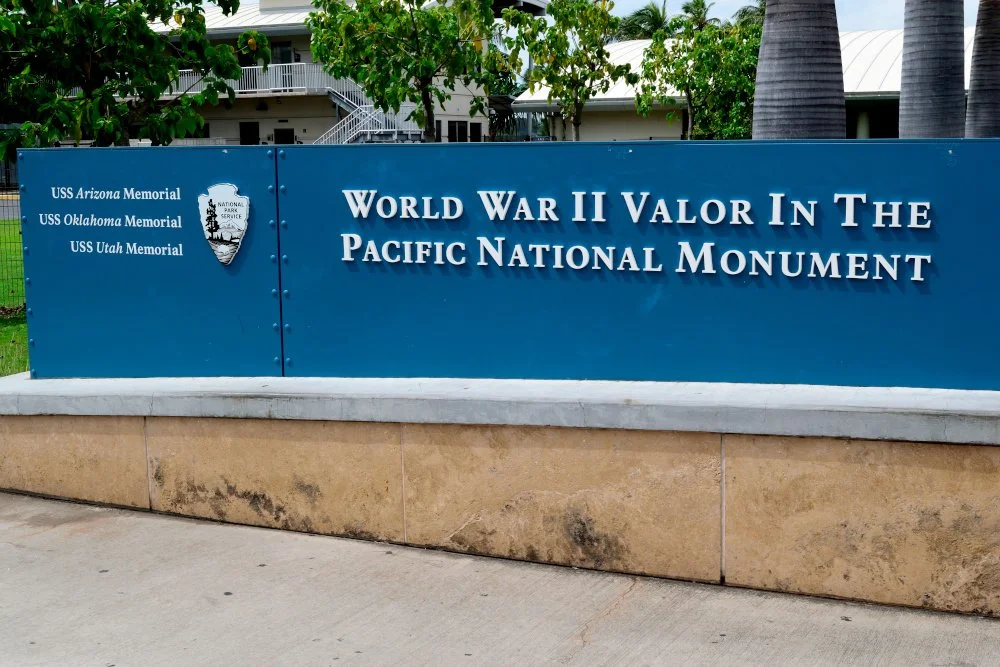 USS Arizona Memorial
USS Oklahoma Memorial
USS Utah Memorial
NATIONAL
PARK
SERVICE
WORLD WAR II VALOR IN THE
PACIFIC NATIONAL MONUMENT